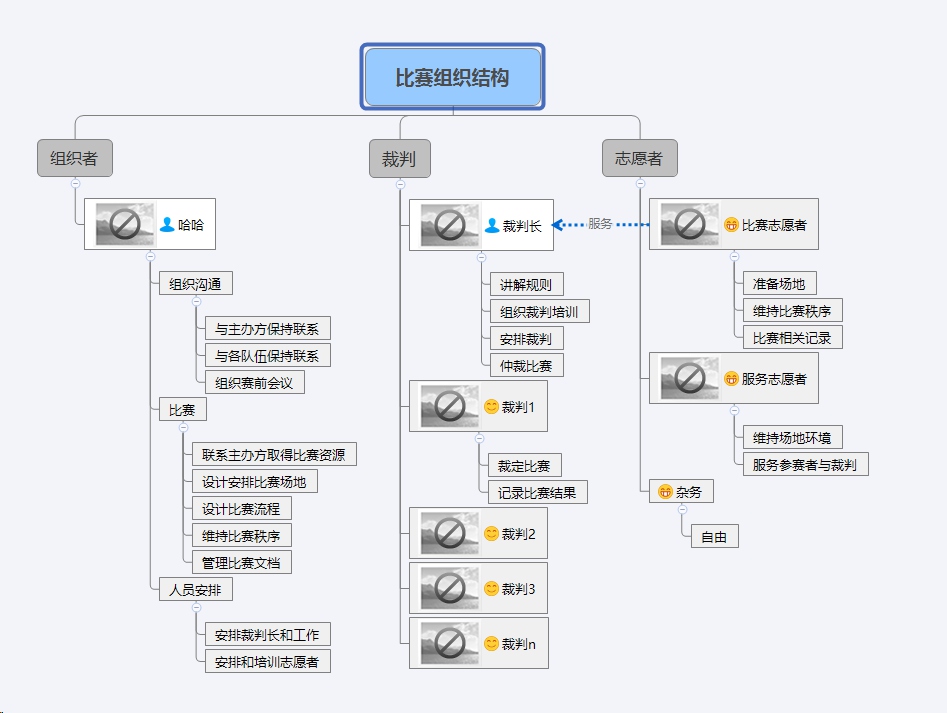 比赛组织结构
组织者
哈哈
组织沟通
与主办方保持联系
与各队伍保持联系
组织赛前会议
比赛
联系主办方取得比赛资源
设计安排比赛场地
设计比赛流程
维持比赛秩序
管理比赛文档
人员安排
安排裁判长和工作
安排和培训志愿者
裁判
裁判长
服务
讲解规则
组织裁判培训
安排裁判
仲裁比赛
裁判1
裁定比赛
记录比赛结果
裁判2
裁判3
裁判n
志愿者
比赛志愿者
准备场地
维持比赛秩序
比赛相关记录
服务志愿者
维持场地环境
服务参赛者与裁判
杂务
自由